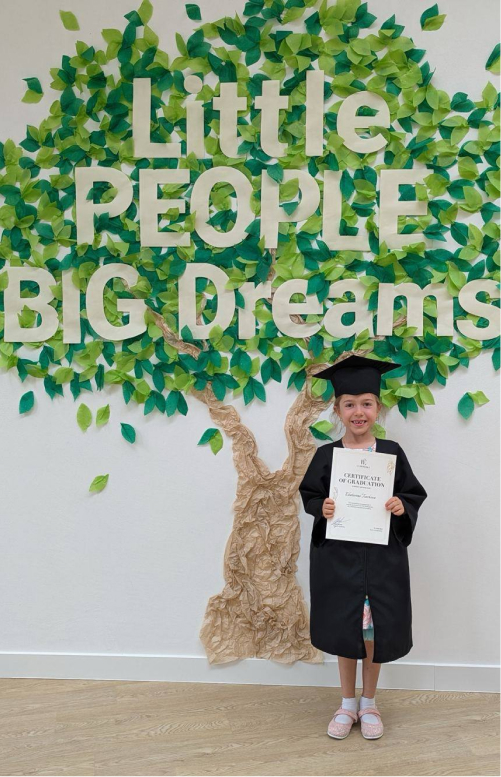 Little
PEOPLE
BIG Dreams
CERTIFICATE
OF GRADUATION